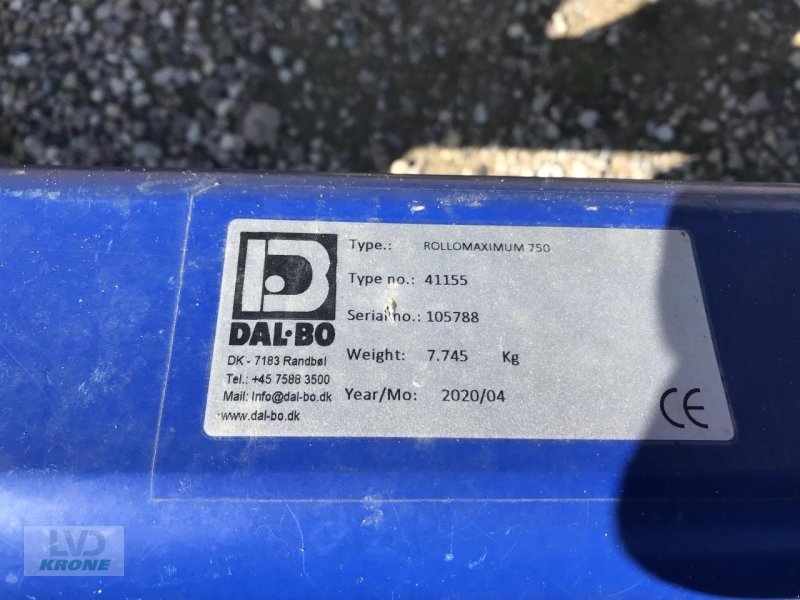 Type.: ROLLOMAXIMUM 750
Type no.: 41155
Serial no.: 105788
Weight: 7.745 Kg
Year/Mo: 2020/04
DAL-BO
DK - 7183 Randbøl
Tel.: +45 7588 3500
Mail: Info@dal-bo.dk
www.dal-bo.dk
CE
LVD
KRONE